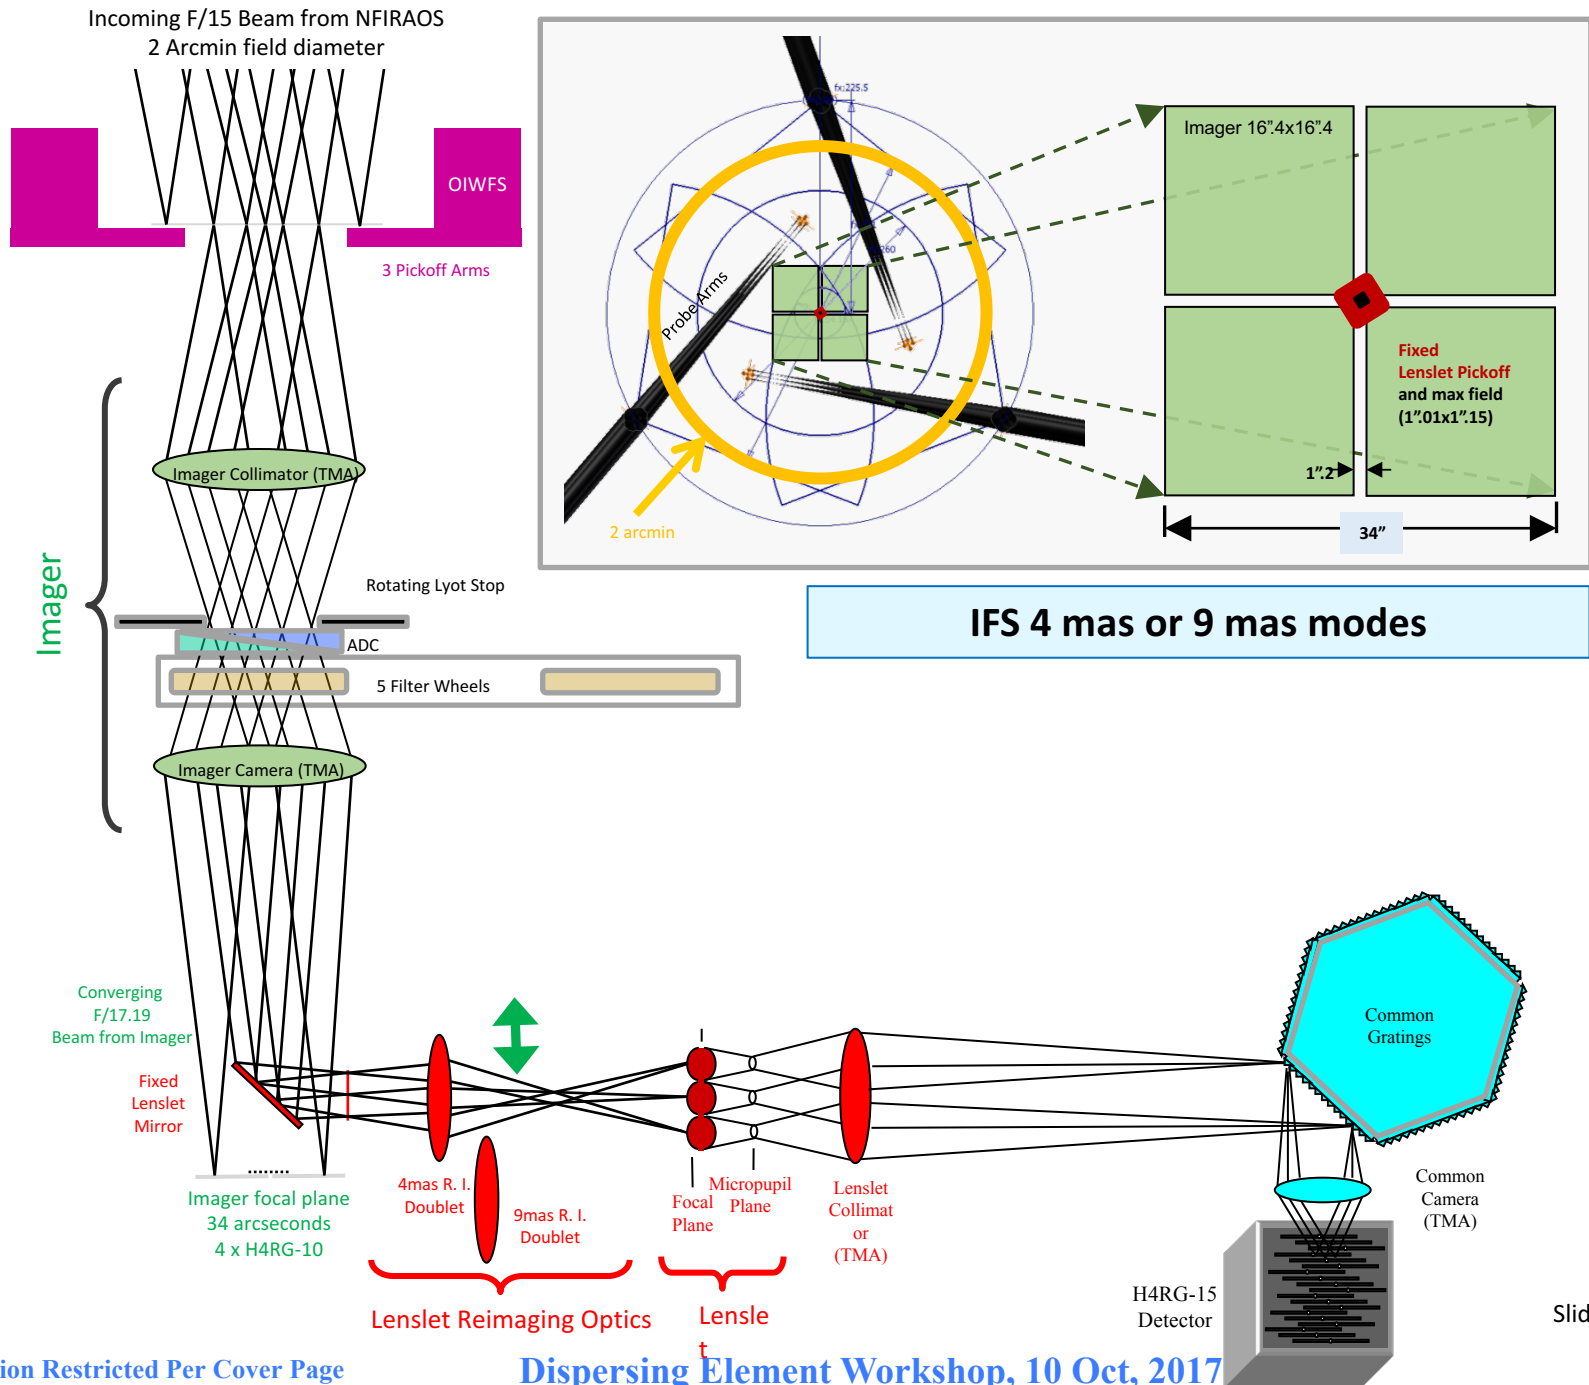 Incoming F/15 Beam from NFIRAOS
2 Arcmin field diameter
OIWFS
3 Pickoff Arms
Imager
Imager Collimator (TMA)
Rotating Lyot Stop
ADC
5 Filter Wheels
Imager Camera (TMA)
fx:225.5
260
Probe Arms
2 arcmin
Imager 16".4x16".4
Fixed
Lenslet Pickoff
and max field
(1".01x1".15)
1".2
34"
IFS 4 mas or 9 mas modes
Converging
F/17.19
Beam from Imager
Fixed
Lenslet
Mirror
Imager focal plane
34 arcseconds
4 x H4RG-10
4mas R. I.
Doublet
9mas R. I.
Doublet
Lenslet Reimaging Optics
Focal
Plane
Micropupil
Plane
Lensle
t
Lenslet
Collimat
or
(TMA)
Common
Gratings
Common
Camera
(TMA)
H4RG-15
Detector
Slid
ion Restricted Per Cover Page
Dispersing Element Workshop, 10 Oct, 2017